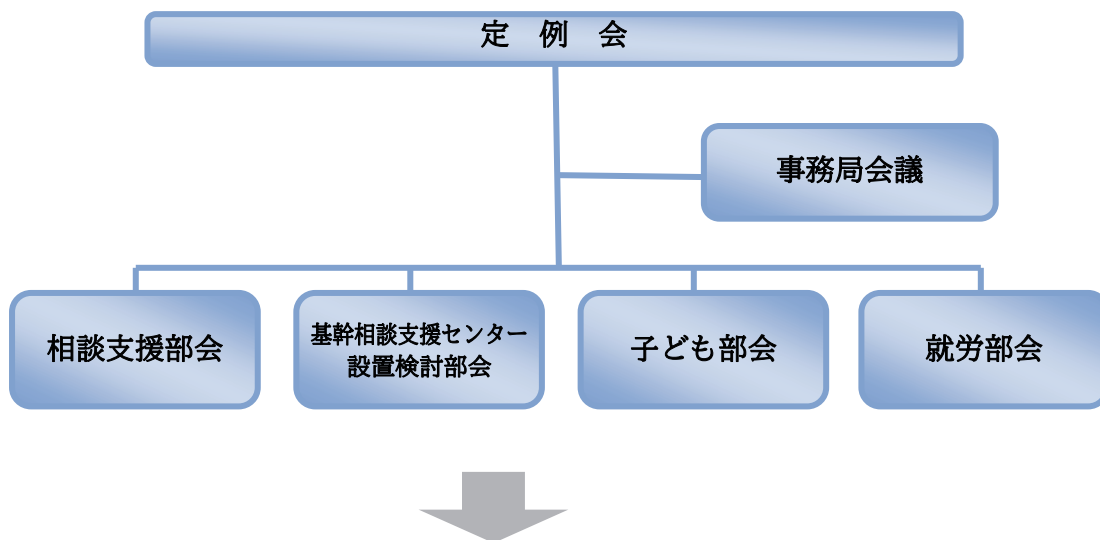 定　例　会
事務局会議
相談支援部会
基幹相談支援センター
設置検討部会
子ども部会
就労部会